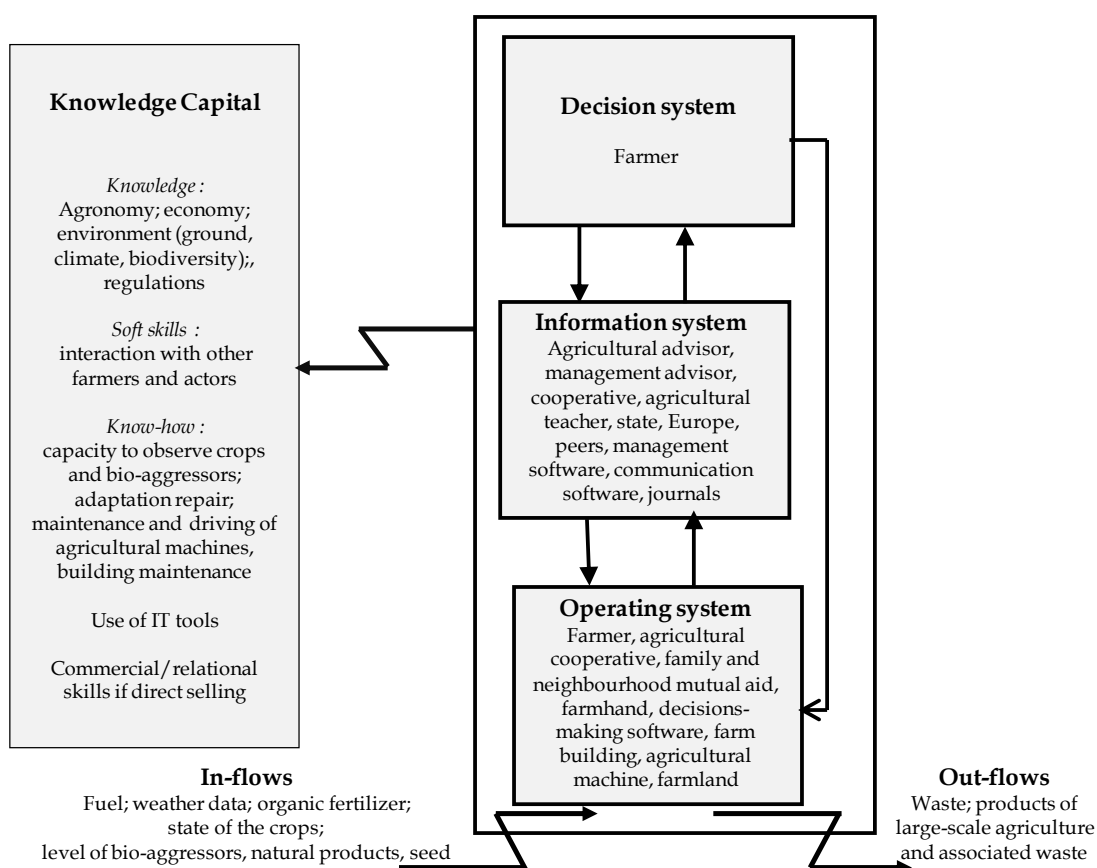 Knowledge Capital
Knowledge :
Agronomy; economy;
environment (ground,
climate, biodiversity);,
regulations
Soft skills :
interaction with other
farmers and actors
Know-how :
capacity to observe crops
and bio-aggressors;
adaptation repair;
maintenance and driving of
agricultural machines,
building maintenance
Use of IT tools
Commercial/relational
skills if direct selling
Decision system
Farmer
Information system
Agricultural advisor,
management advisor,
cooperative, agricultural
teacher, state, Europe,
peers, management
software, communication
software, journals
Operating system
Farmer, agricultural
cooperative, family and
neighbourhood mutual aid,
farmhand, decisions-
making software, farm
building, agricultural
machine, farmland
In-flows
Fuel; weather data; organic fertilizer;
state of the crops;
level of bio-aggressors, natural products, seed
Out-flows
Waste; products of
large-scale agriculture
and associated waste